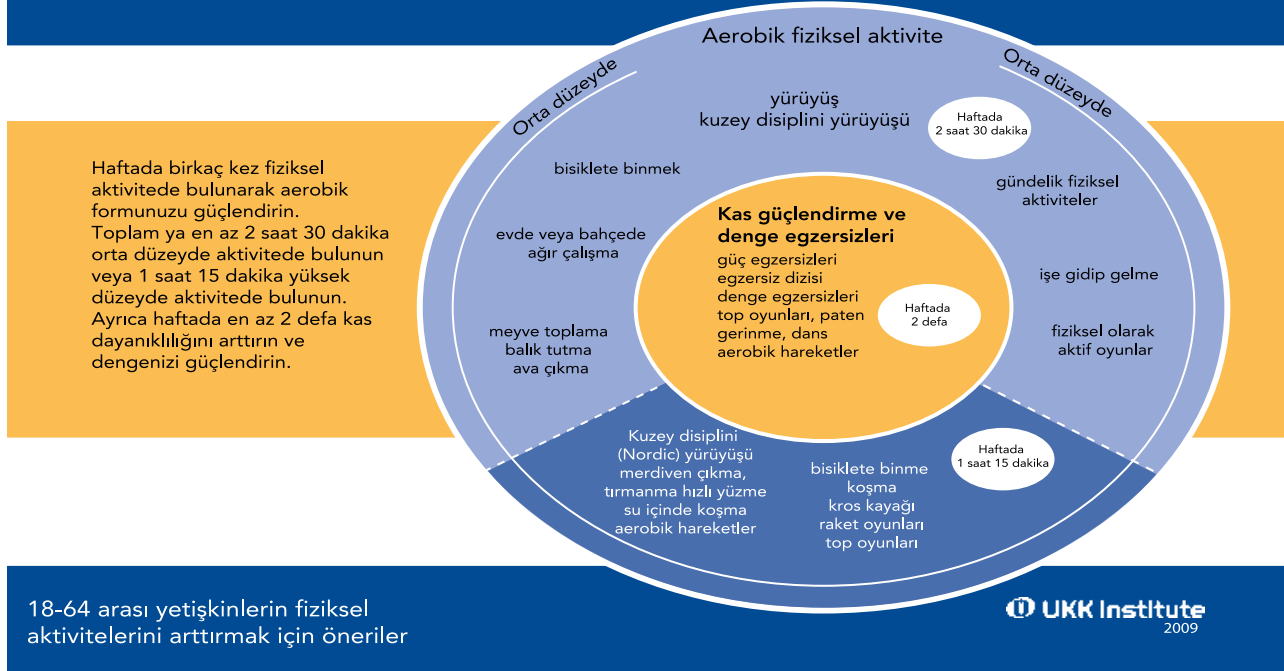 Aerobik fiziksel aktivite
Orta düzeyde
Orta düzeyde
yürüyüş
kuzey disiplini yürüyüşü
Haftada
2 saat 30 dakika
bisiklete binmek
gündelik fiziksel
aktiviteler
evde veya bahçede
ağır çalışma
işe gidip gelme
meyve toplama
balık tutma
ava çıkma
fiziksel olarak
aktif oyunlar
Haftada birkaç kez fiziksel
aktivitede bulunarak aerobik
formunuzu güçlendirin.
Toplam ya en az 2 saat 30 dakika
orta düzeyde aktivitede bulunun
veya 1 saat 15 dakika yüksek
düzeyde aktivitede bulunun.
Ayrıca haftada en az 2 defa kas
dayanıklılığını arttırın ve
dengenizi güçlendirin.
Kas güçlendirme ve
denge egzersizleri
güç egzersizleri
egzersiz dizisi
denge egzersizleri
top oyunları, paten
gerinme, dans
aerobik hareketler
Haftada
2 defa
Kuzey disiplini
(Nordic) yürüyüşü
merdiven çıkma,
tırmanma hızlı yüzme
su içinde koşma
aerobik hareketler
bisiklete binme
koşma
kros kayağı
raket oyunları
top oyunları
Haftada
1 saat 15 dakika
18-64 arası yetişkinlerin fiziksel
aktivitelerini arttırmak için öneriler
UKK Institute
2009